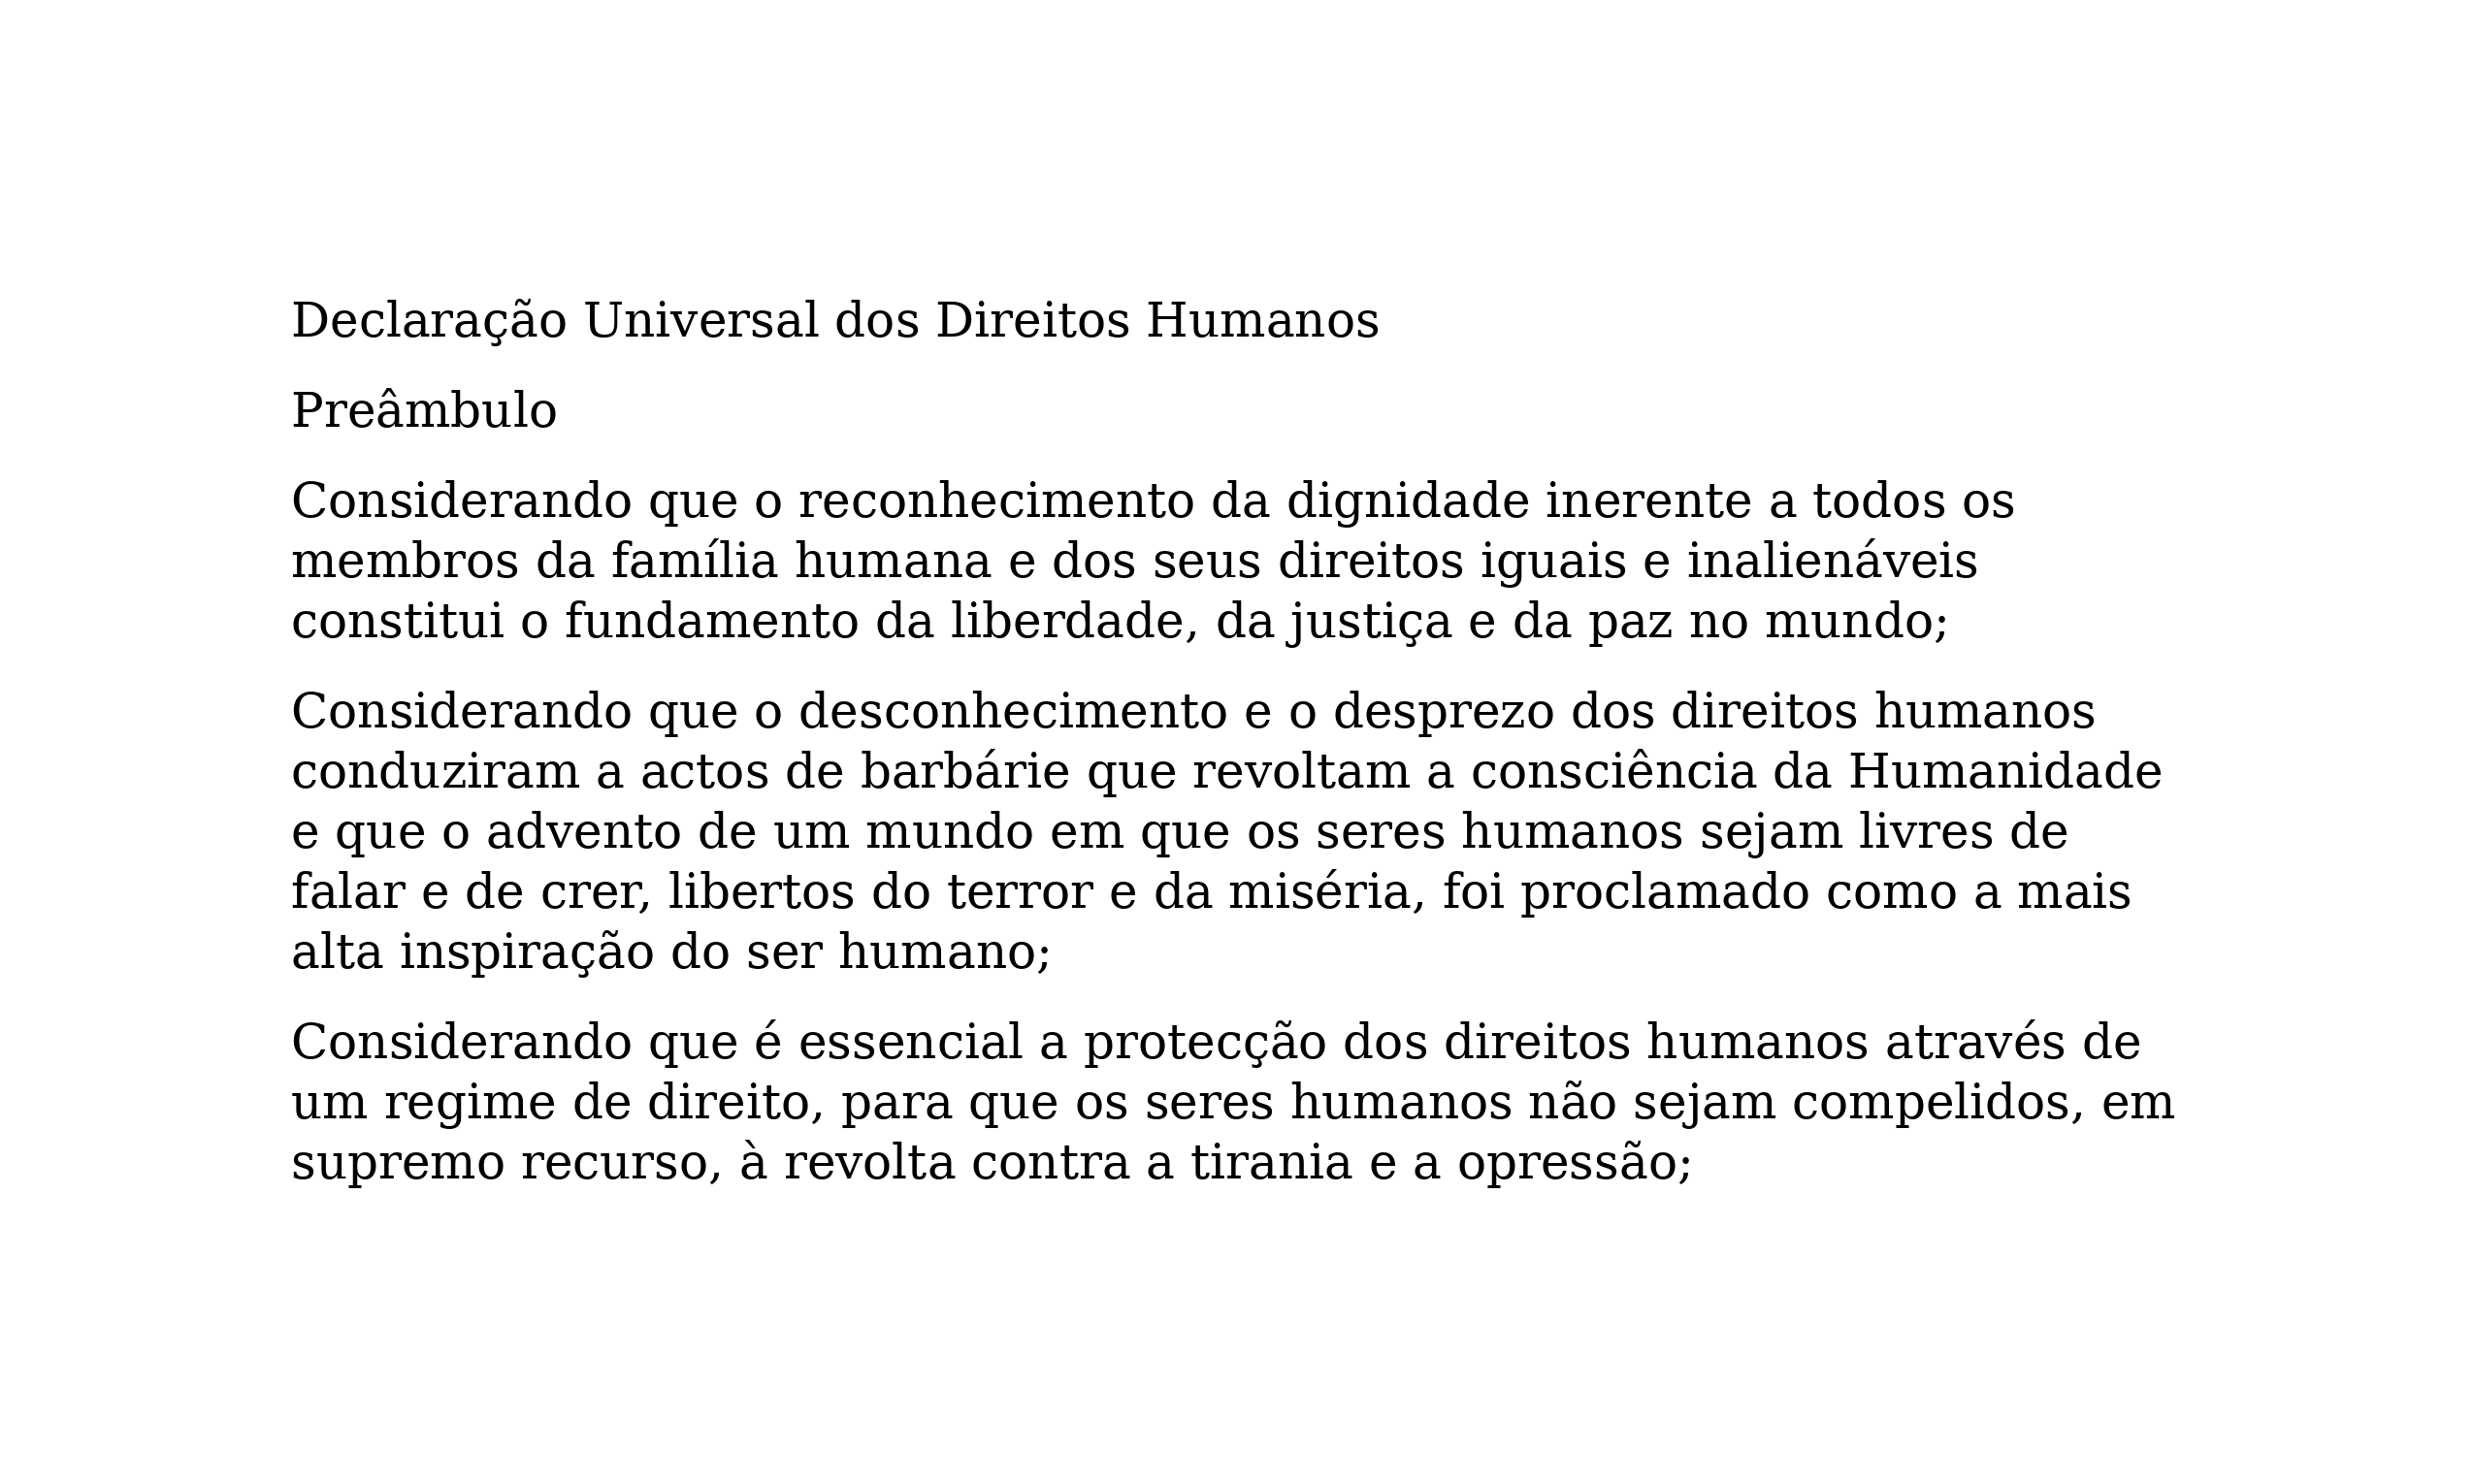 Declaração Universal dos Direitos Humanos
Preâmbulo
Considerando que o reconhecimento da dignidade inerente a todos os
membros da família humana e dos seus direitos iguais e inalienáveis
constitui o fundamento da liberdade, da justiça e da paz no mundo;
Considerando que o desconhecimento e o desprezo dos direitos humanos
conduziram a actos de barbárie que revoltam a consciência da Humanidade
e que o advento de um mundo em que os seres humanos sejam livres de
falar e de crer, libertos do terror e da miséria, foi proclamado como a mais
alta inspiração do ser humano;
Considerando que é essencial a protecção dos direitos humanos através de
um regime de direito, para que os seres humanos não sejam compelidos, em
supremo recurso, à revolta contra a tirania e a opressão;